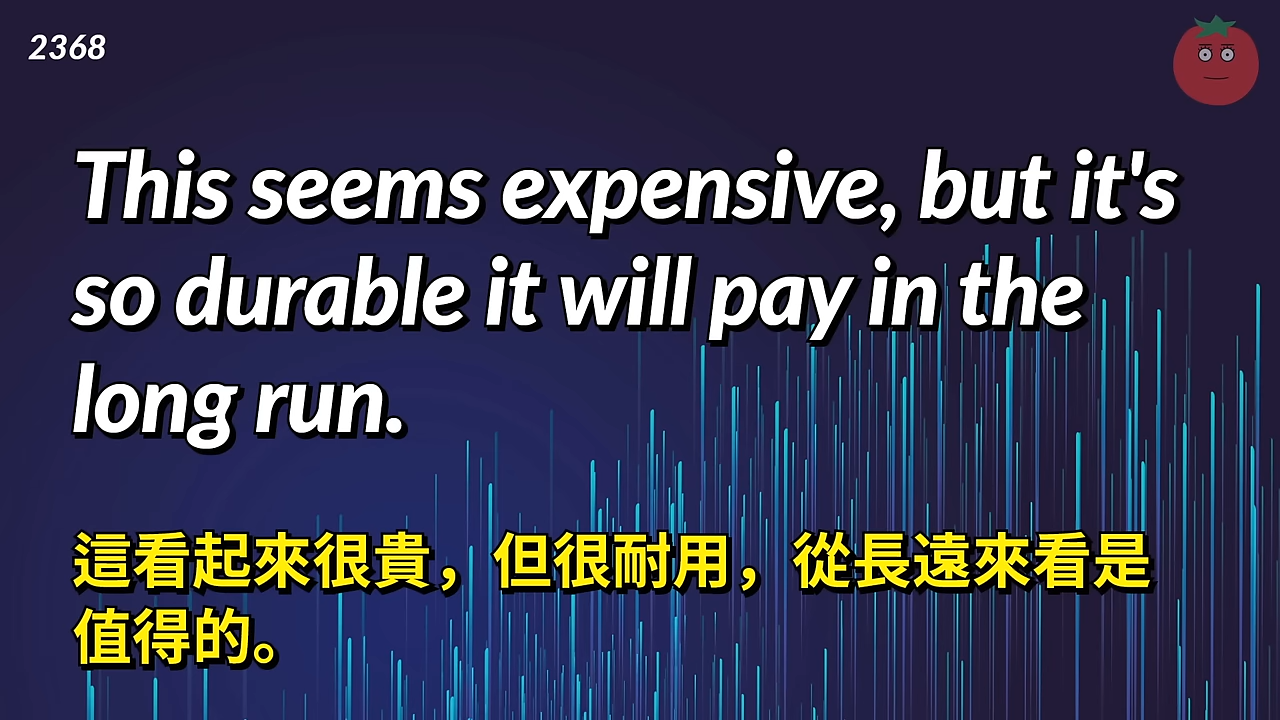 2368
This seems expensive, but it's
so durable it will pay in the
long run.
這看起來很貴，但很耐用，從長遠來看是
值得的。